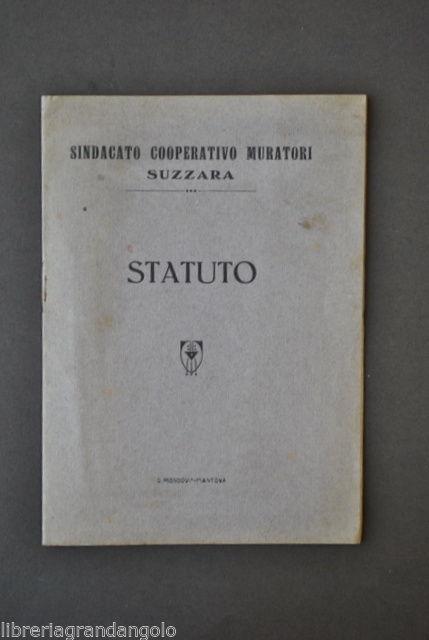 SINDACATO COOPERATIVO MURATORI
SUZZARA
STATUTO
G. MONDOVI-MANTOVA
libreriagrandangolo